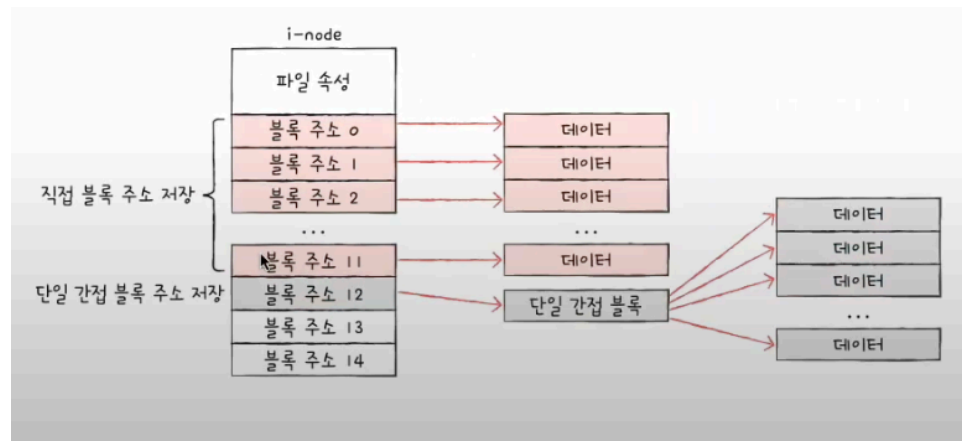 i-node
파일 속성
블록 주소 0
데이터
블록 주소 1
데이터
직접 블록 주소 저장
블록 주소 2
데이터
데이터
...
...
데이터
블록 주소 11
데이터
데이터
단일 간접 블록 주소 저장
블록 주소 12
단일 간접 블록
...
블록 주소 13
데이터
블록 주소 14